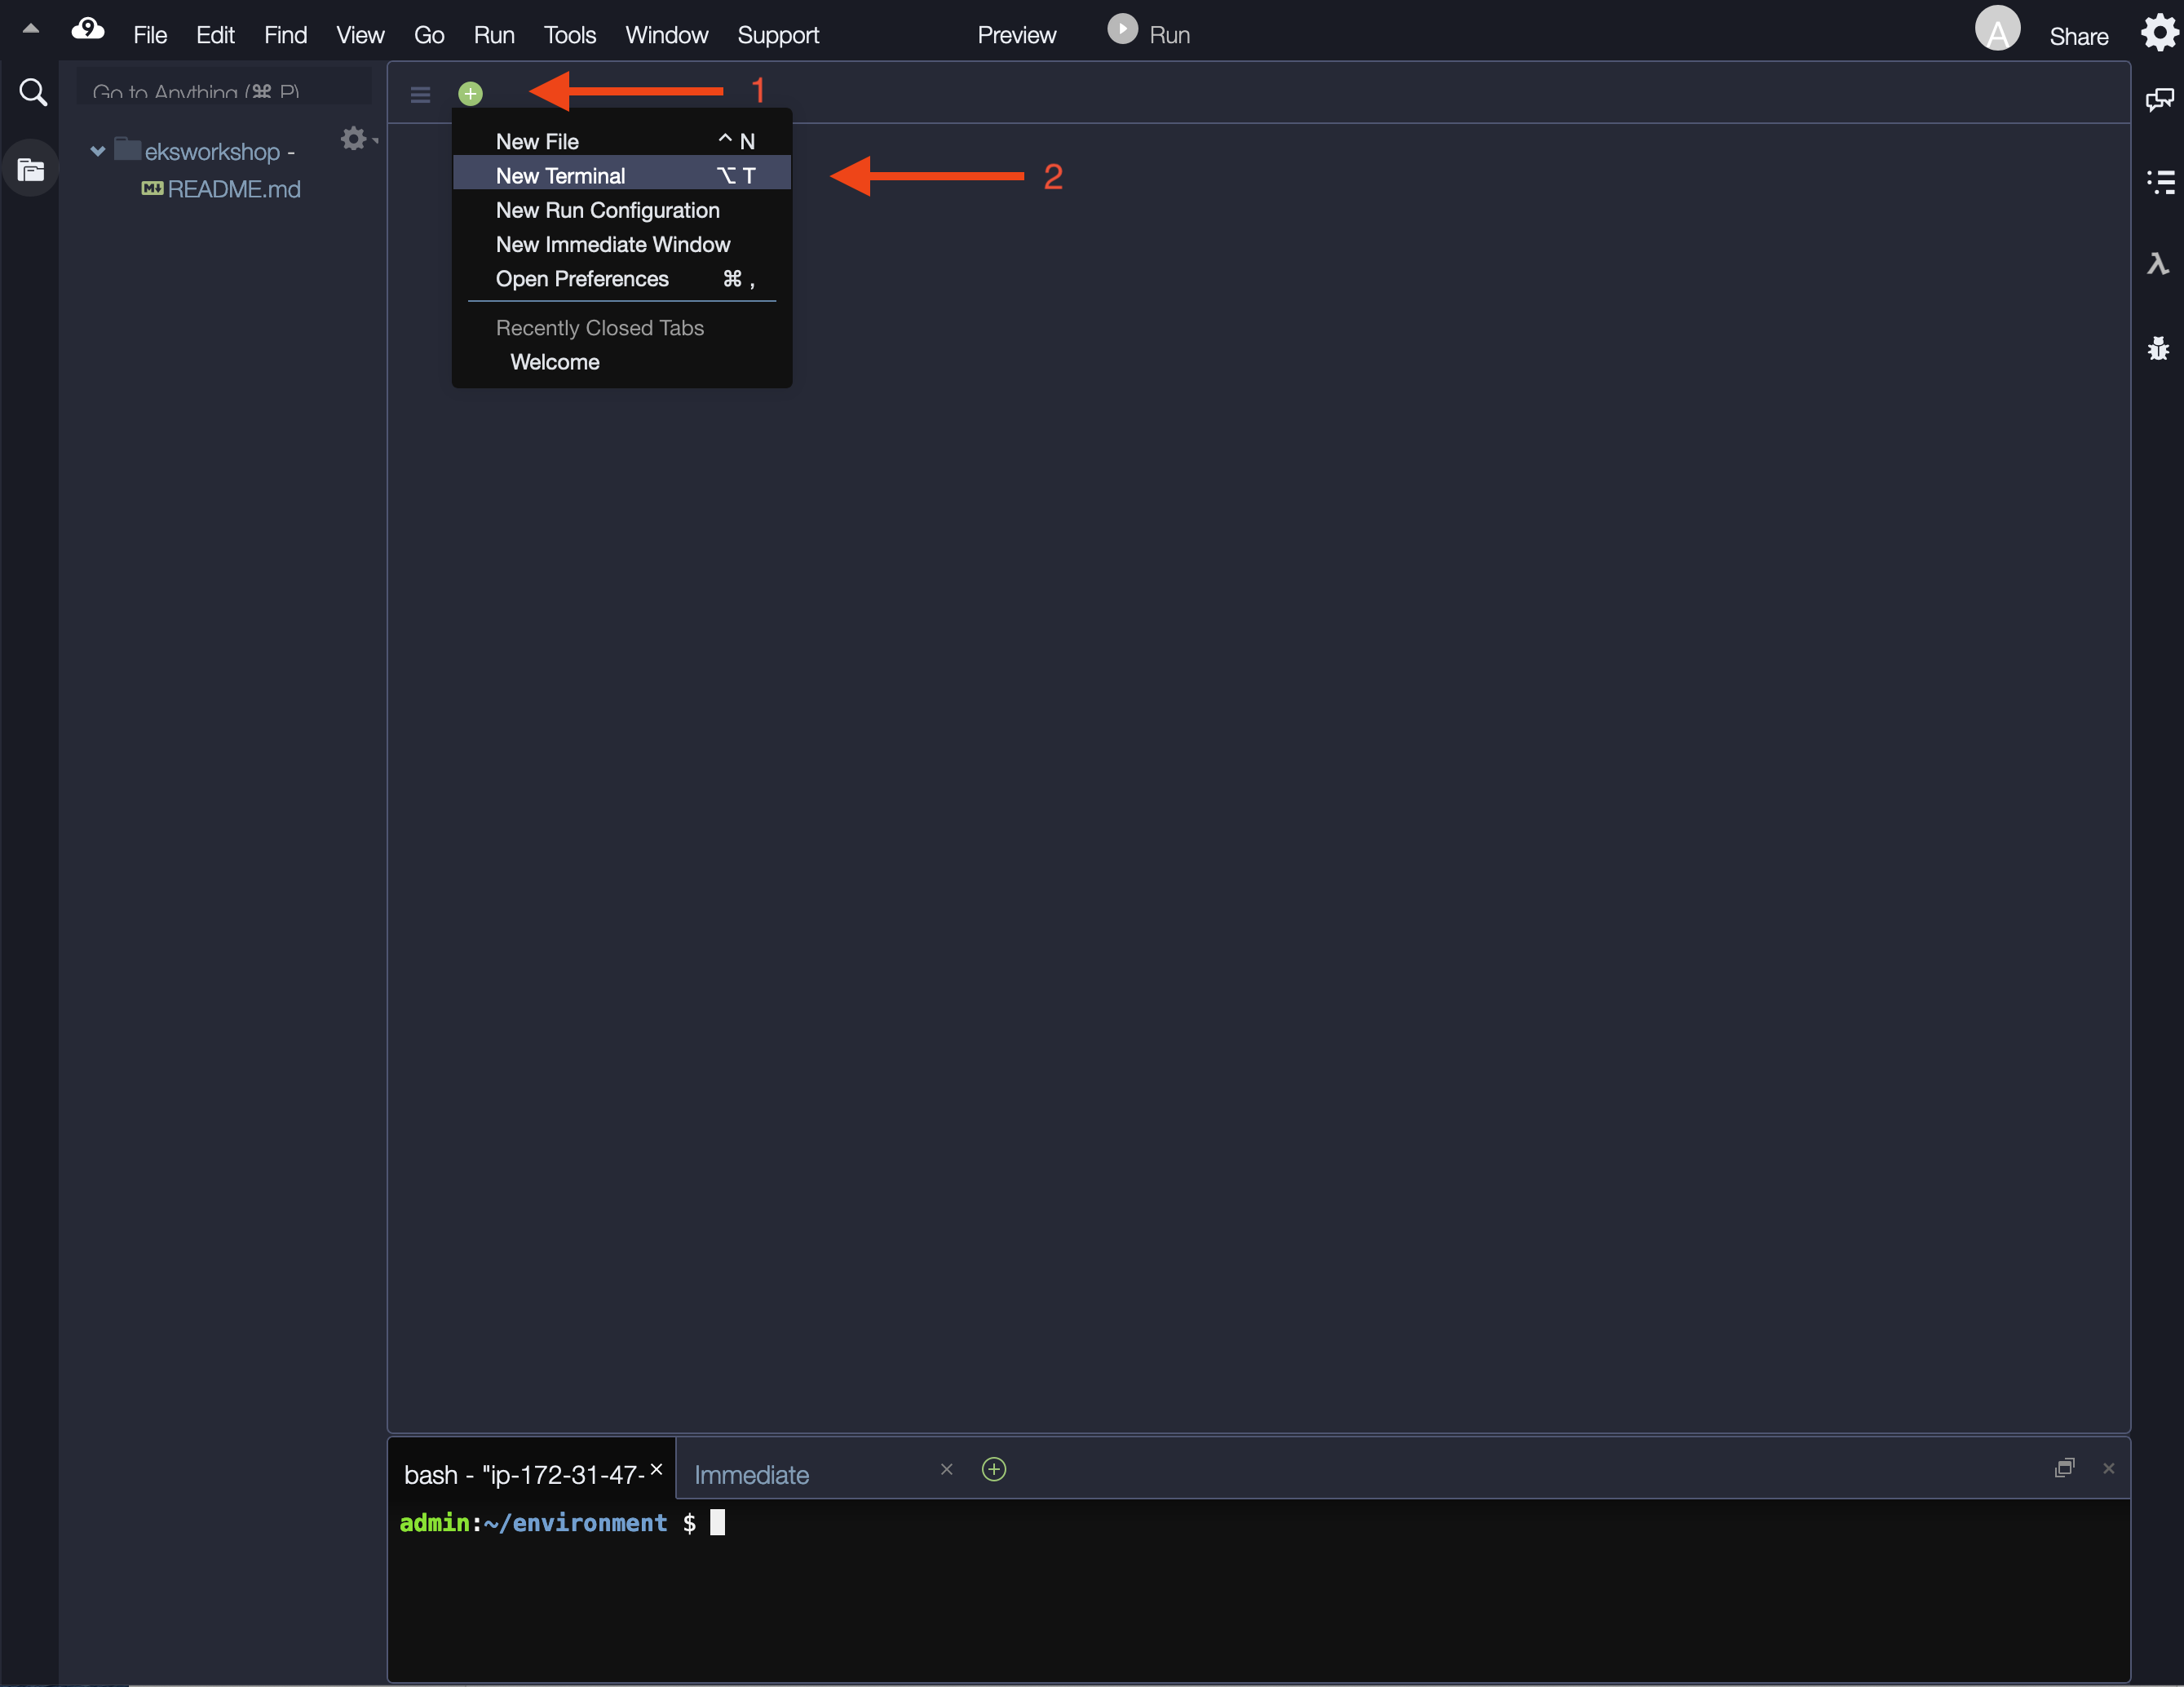 9 File Edit Find View Go Run Tools Window Support Preview Run A Share
Go to Anything (⌘ P)
1
eksworkshop -
README.md
New File ^ N
New Terminal ⌥ T
2
New Run Configuration
New Immediate Window
Open Preferences ⌘ ,
Recently Closed Tabs
Welcome
λ
bash - "ip-172-31-47- × Immediate ×
admin:~/environment $